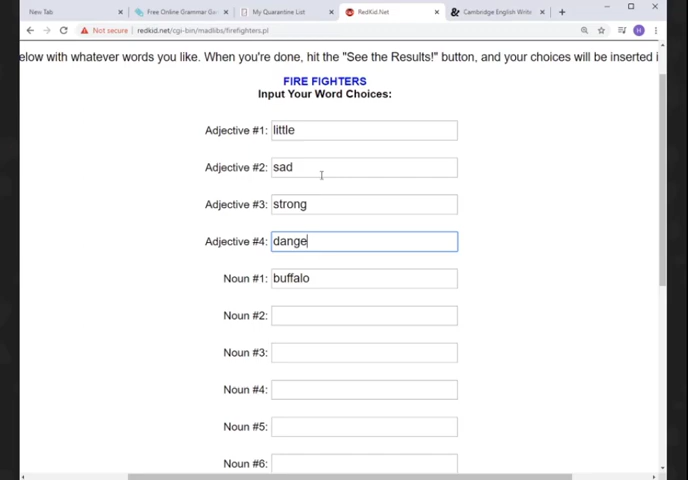 New Tab
Free Online Grammar Ga
My Quarantine List
RedKid.Net
Cambridge English Write
Not secure | redkid.net/cgi-bin/madlibs/firefighters.pl
H
elow with whatever words you like. When you're done, hit the "See the Results!" button, and your choices will be inserted i
FIRE FIGHTERS
Input Your Word Choices:
Adjective #1: little
Adjective #2: sad
Adjective #3: strong
Adjective #4: dange
Noun #1: buffalo
Noun #2:
Noun #3:
Noun #4:
Noun #5:
Noun #6: